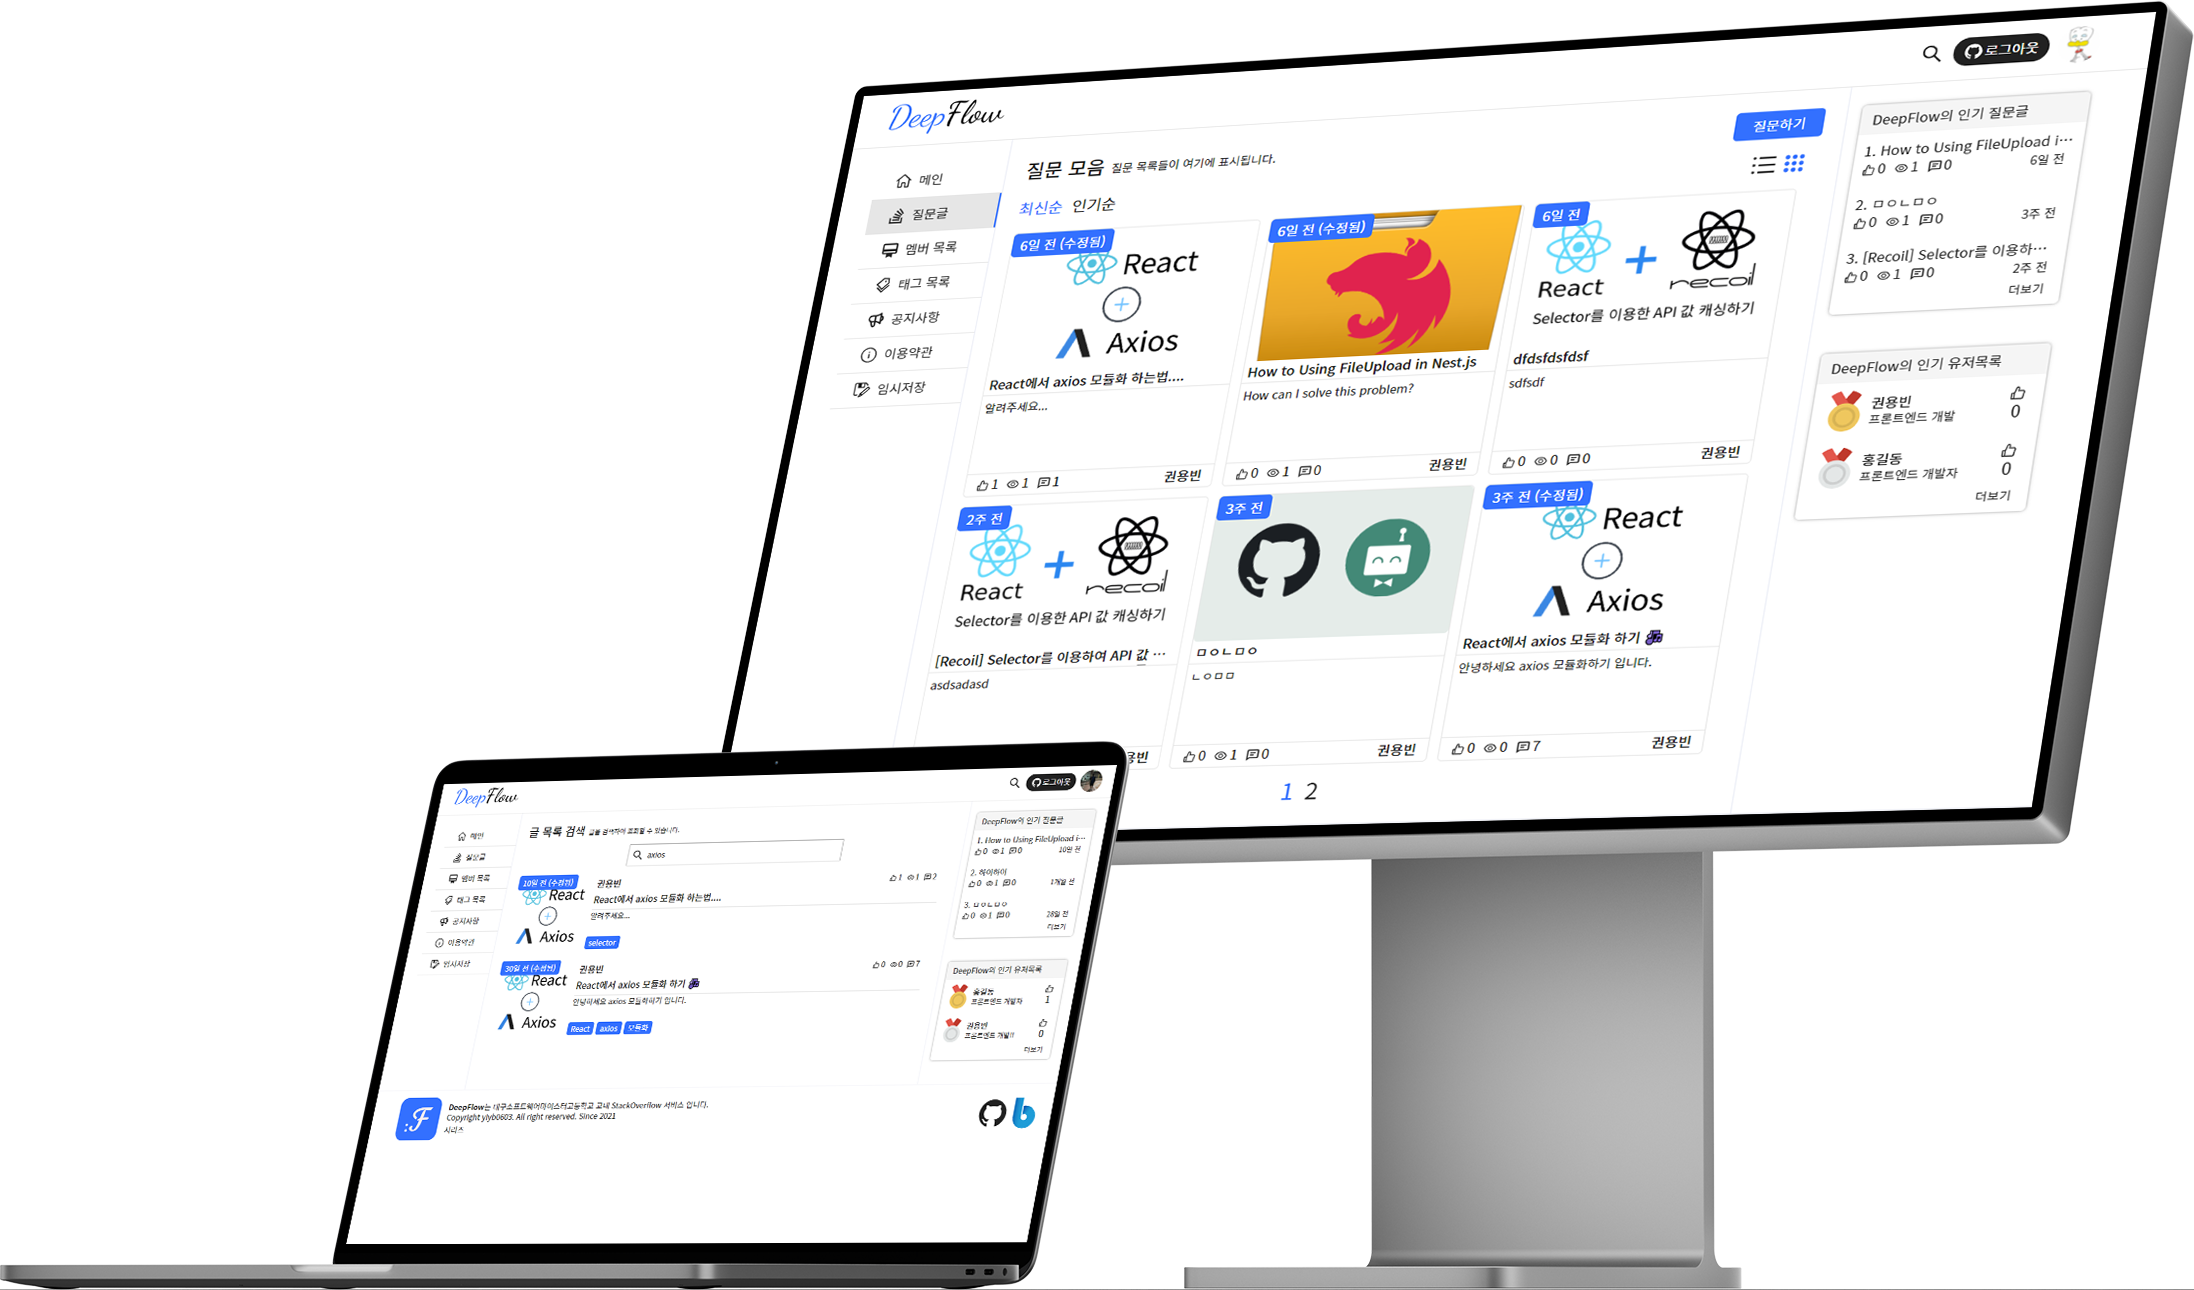 DeepFlow
로그아웃
메인
질문글
멤버 목록
태그 목록
공지사항
이용약관
임시저장
질문 모음 질문 목록들이 여기에 표시됩니다.
질문하기
최신순 인기순
6일 전 (수정됨)
React
Axios
React에서 axios 모듈화 하는법....
알려주세요...
1 1 1
권용빈
6일 전 (수정됨)
How to Using FileUpload in Nest.js
How can I solve this problem?
0 1 0
권용빈
6일 전
React + recoil
Selector를 이용한 API 값 캐싱하기
dfdsfdsfdsf
sdfsdf
0 0 0
권용빈
2주 전
React + recoil
Selector를 이용한 API 값 캐싱하기
[Recoil] Selector를 이용하여 API 값 ...
asdsadasd
용빈
3주 전
ㅁㅇㄴㅁㅇ
ㄴㅇㅁㅁ
0 1 0
권용빈
3주 전 (수정됨)
React
Axios
React에서 axios 모듈화 하기
안녕하세요 axios 모듈화하기 입니다.
0 0 7
권용빈
1 2
DeepFlow의 인기 질문글
1. How to Using FileUpload i...
0 1 0
6일 전
2. ㅁㅇㄴㅁㅇ
0 1 0
3주 전
3. [Recoil] Selector를 이용하...
0 1 0
2주 전
더보기
DeepFlow의 인기 유저목록
권용빈
프론트엔드 개발
0
홍길동
프론트엔드 개발자
0
더보기
DeepFlow
로그아웃
메인
질문글
멤버 목록
태그 목록
공지사항
이용약관
임시저장
글 목록 검색 글을 검색하여 조회할 수 있습니다.
axios
10일 전 (수정됨)
React
Axios
권용빈
1 1 2
React에서 axios 모듈화 하는법....
알려주세요...
selector
30일 전 (수정됨)
React
Axios
권용빈
0 0 7
React에서 axios 모듈화 하기
안녕하세요 axios 모듈화하기 입니다.
React axios 모듈화
DeepFlow의 인기 질문글
1. How to Using FileUpload i...
0 1 0
10일 전
2. 하이하이
0 1 0
1개월 전
3. ㅁㅇㄴㅁㅇ
0 1 0
28일 전
더보기
DeepFlow의 인기 유저목록
홍길동
프론트엔드 개발자
1
권용빈
프론트엔드 개발!!
0
더보기
:F
DeepFlow는 대구소프트웨어마이스터고등학교 교내 StackOverflow 서비스 입니다.
Copyright ylyb0603. All right reserved. Since 2021
시리즈